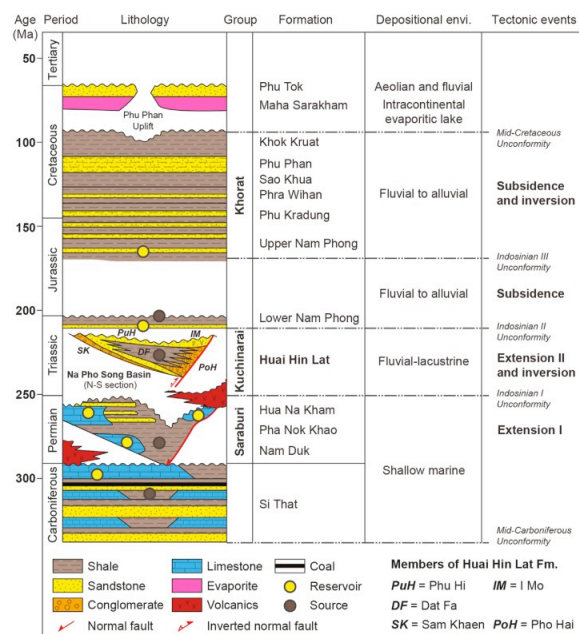 Age (Ma) Period Lithology Group Formation Depositional envi. Tectonic events
50
100
150
200
250
300
Tertiary
Cretaceous
Jurassic
Triassic
Permian
Carboniferous
Phu Phan
Uplift
PuH
IM
SK
DF
PoH
Na Pho Song Basin
(N-S section)
Khorat
Kuchinarai
Saraburi
Phu Tok
Maha Sarakham
Khok Kruat
Phu Phan
Sao Khua
Phra Wihan
Phu Kradung
Upper Nam Phong
Lower Nam Phong
Huai Hin Lat
Hua Na Kham
Pha Nok Khao
Nam Duk
Si That
Aeolian and fluvial
Intracontinental
evaporitic lake
Fluvial to alluvial
Fluvial to alluvial
Fluvial-lacustrine
Shallow marine
Mid-Cretaceous
Unconformity
Subsidence
and inversion
Indosinian III
Unconformity
Subsidence
Indosinian II
Unconformity
Extension II
and inversion
Indosinian I
Unconformity
Extension I
Mid-Carboniferous
Unconformity
Shale
Limestone
Coal
Sandstone
Evaporite
Reservoir
Conglomerate
Volcanics
Source
Normal fault
Inverted normal fault
Members of Huai Hin Lat Fm.
PuH = Phu Hi IM = I Mo
DF = Dat Fa
SK = Sam Khaen PoH = Pho Hai